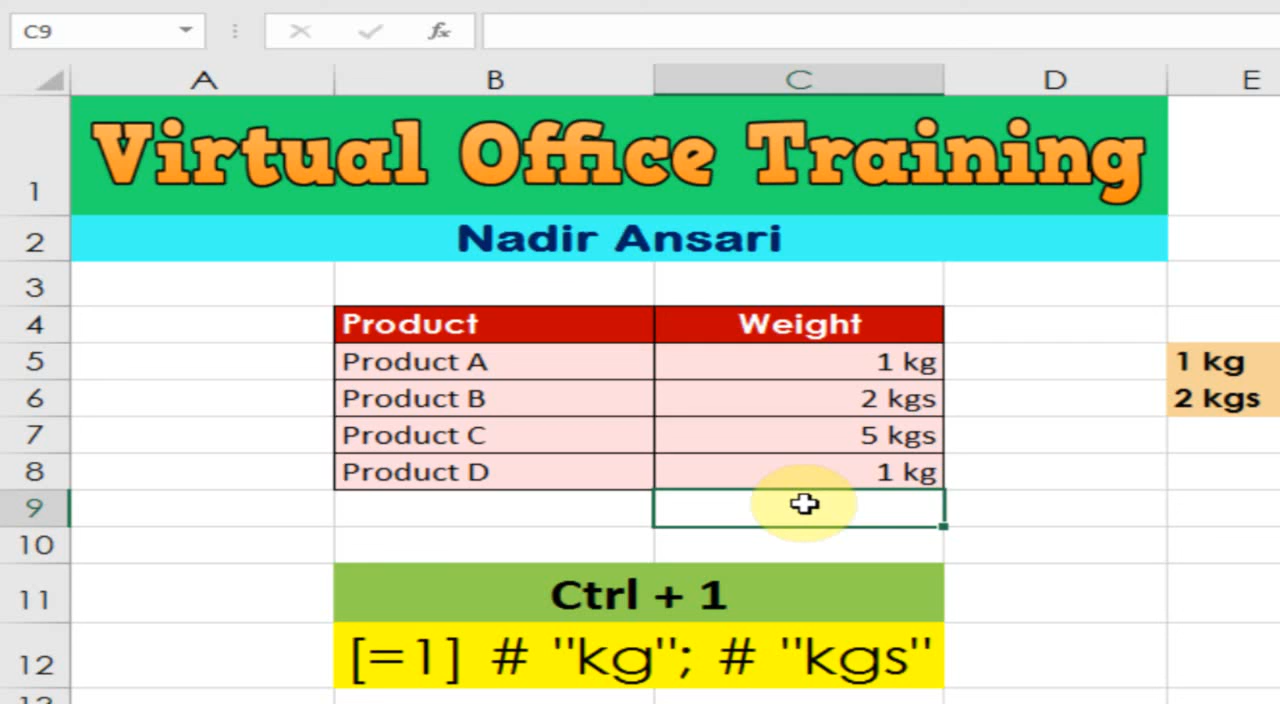 C9
fx
A B C D E
1 Virtual Office Training
2 Nadir Ansari
3
4 Product Weight
5 Product A 1 kg 1 kg
6 Product B 2 kgs 2 kgs
7 Product C 5 kgs
8 Product D 1 kg
9
10
11 Ctrl + 1
12 [=1] # "kg"; # "kgs"
13